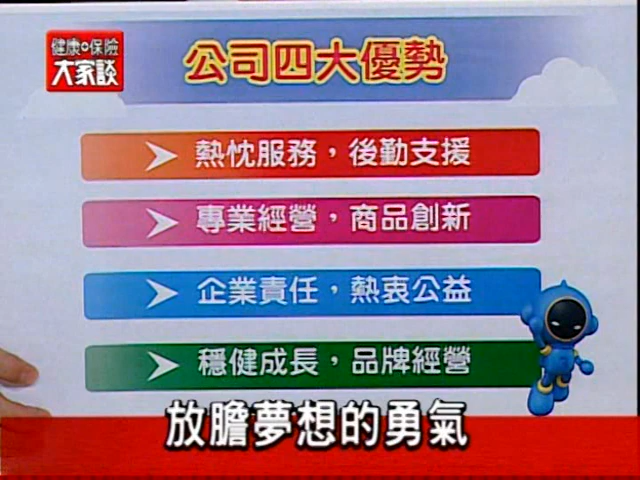 健康保險
大家談
公司四大優勢
熱忱服務，後勤支援
專業經營，商品創新
企業責任，熱衷公益
穩健成長，品牌經營
放膽夢想的勇氣